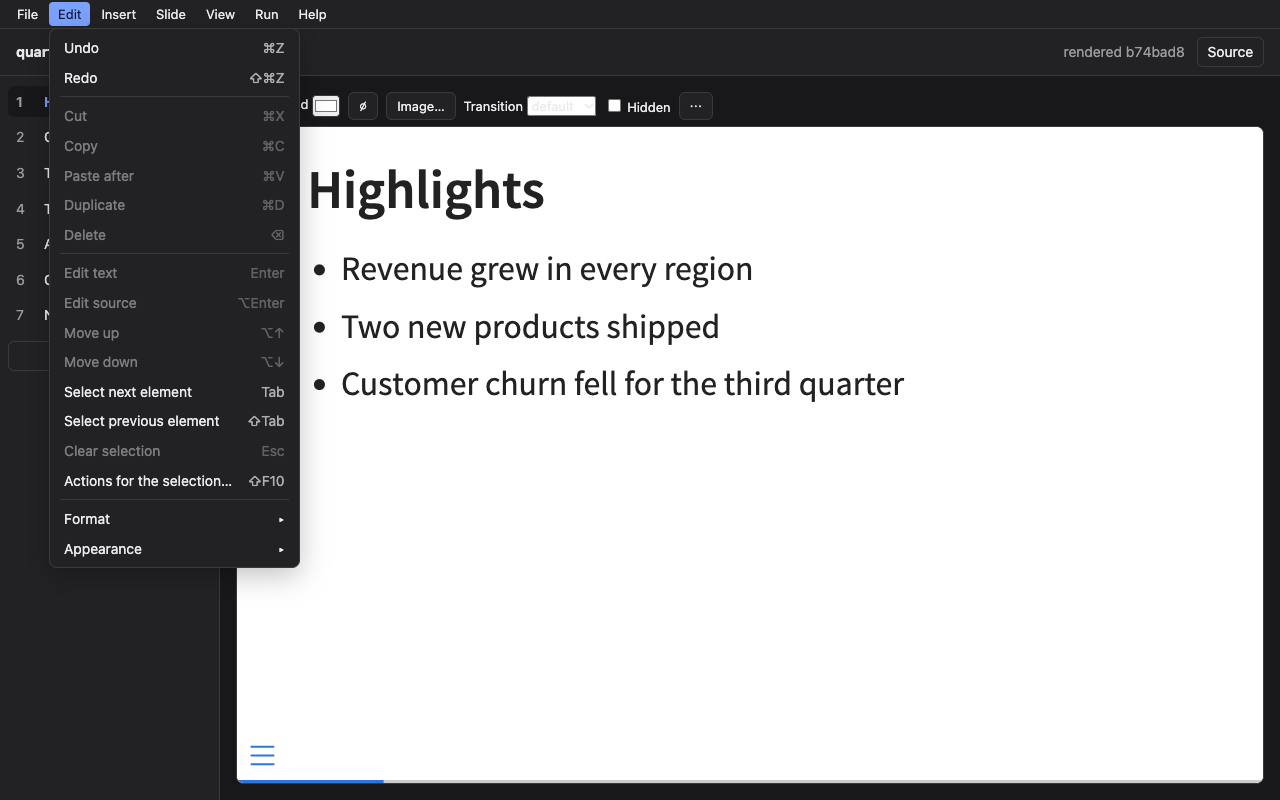 File Edit Insert Slide View Run Help
quar rendered b74bad8 Source
Undo ⌘Z
Redo ⇧⌘Z
Cut ⌘X
Copy ⌘C
Paste after ⌘V
Duplicate ⌘D
Delete ⌫
Edit text Enter
Edit source ⌥Enter
Move up ⌥↑
Move down ⌥↓
Select next element Tab
Select previous element ⇧Tab
Clear selection Esc
Actions for the selection... ⇧F10
Format ▸
Appearance ▸
1
2
3 T
4 T
5 A
6
7 N
d ∅ Image... Transition default Hidden ...
Highlights
• Revenue grew in every region
• Two new products shipped
• Customer churn fell for the third quarter